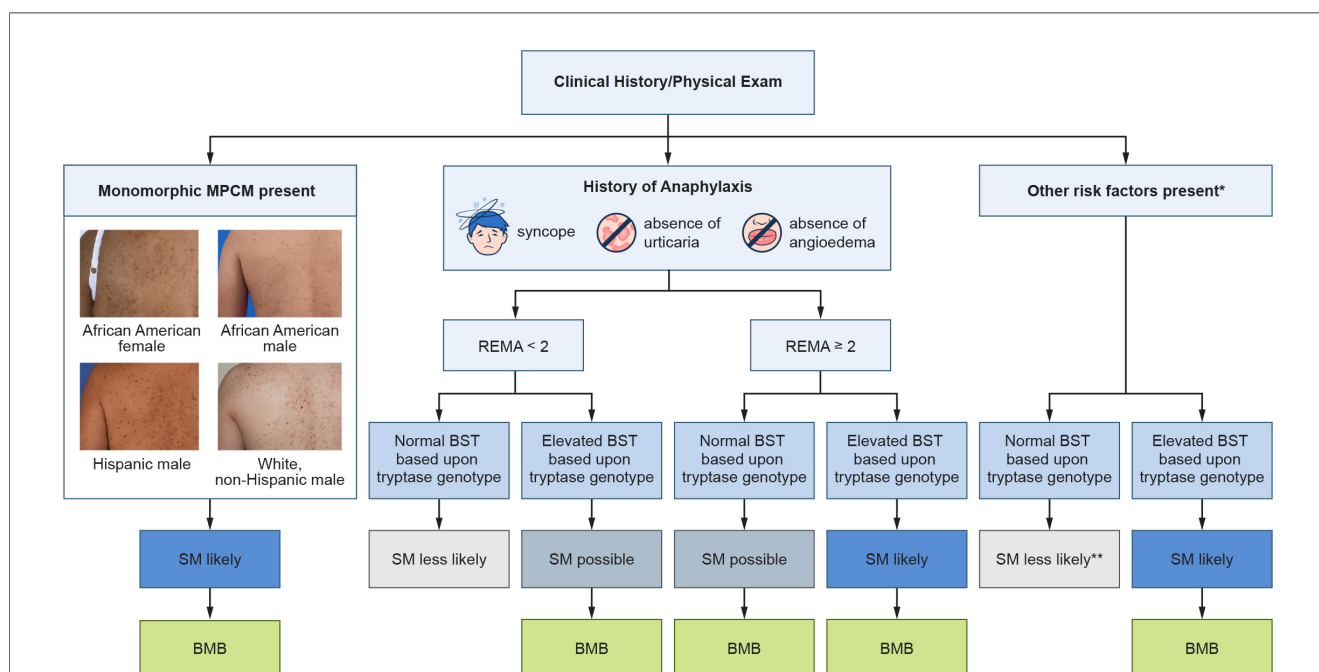 Clinical History/Physical Exam
Monomorphic MPCM present
African American
female
African American
male
Hispanic male
White,
non-Hispanic male
SM likely
BMB
History of Anaphylaxis
syncope
absence of
urticaria
absence of
angioedema
REMA < 2
REMA ≥ 2
Normal BST
based upon
tryptase genotype
Elevated BST
based upon
tryptase genotype
Normal BST
based upon
tryptase genotype
Elevated BST
based upon
tryptase genotype
SM less likely
SM possible
SM possible
SM likely
BMB
BMB
BMB
Other risk factors present*
Normal BST
based upon
tryptase genotype
Elevated BST
based upon
tryptase genotype
SM less likely**
SM likely
BMB